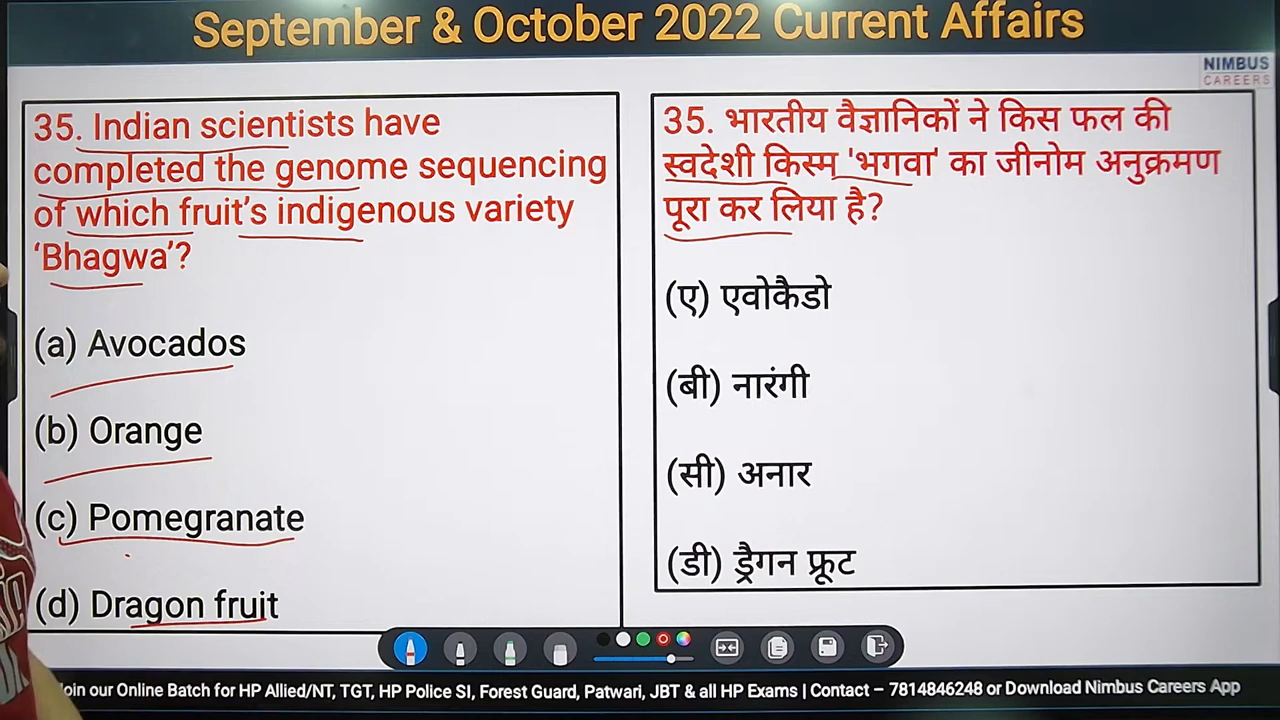 September & October 2022 Current Affairs
NIMBUS
CAREERS
35. Indian scientists have
completed the genome sequencing
of which fruit's indigenous variety
‘Bhagwa’?
(a) Avocados
(b) Orange
(c) Pomegranate
(d) Dragon fruit
35. भारतीय वैज्ञानिकों ने किस फल की
स्वदेशी किस्म 'भगवा' का जीनोम अनुक्रमण
पूरा कर लिया है?
(ए) एवोकैडो
(बी) नारंगी
(सी) अनार
(डी) ड्रैगन फ्रूट
oin our Online Batch for HP Allied/NT, TGT, HP Police SI, Forest Guard, Patwari, JBT & all HP Exams | Contact – 7814846248 or Download Nimbus Careers App